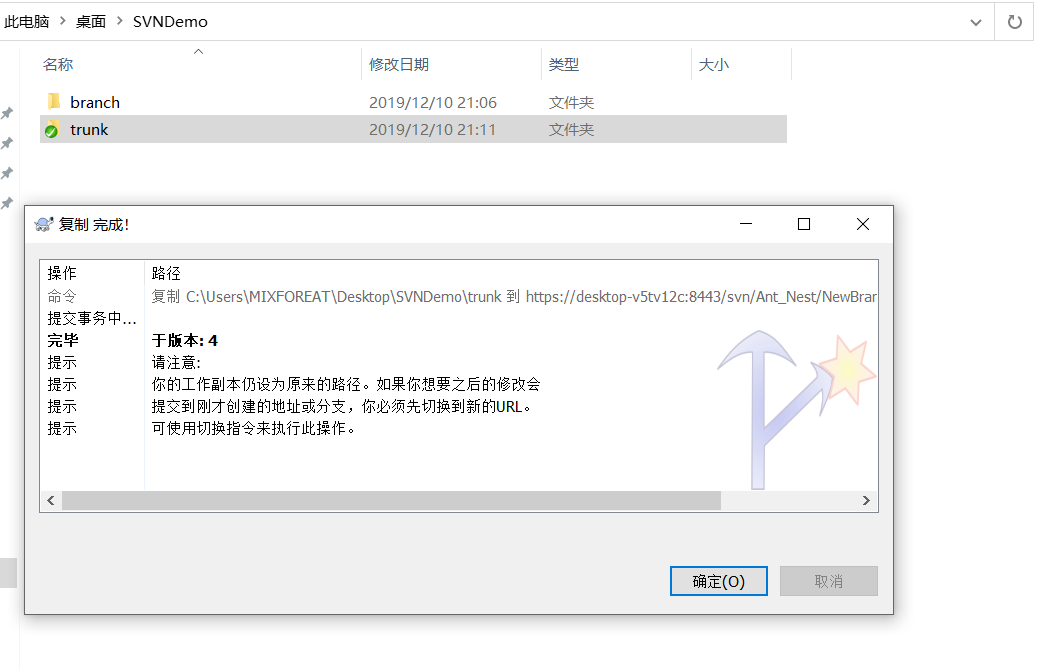 此电脑 > 桌面 > SVNDemo
名称 修改日期 类型 大小
branch 2019/12/10 21:06 文件夹
trunk 2019/12/10 21:11 文件夹
复制 完成!
操作 路径
命令 复制 C:\Users\MIXFOREAT\Desktop\SVNDemo\trunk 到 https://desktop-v5tv12c:8443/svn/Ant_Nest/NewBran
提交事务中...
完毕 于版本: 4
提示 请注意:
提示 你的工作副本仍设为原来的路径。如果你想要之后的修改会
提示 提交到刚才创建的地址或分支，你必须先切换到新的URL。
提示 可使用切换指令来执行此操作。
确定(O) 取消